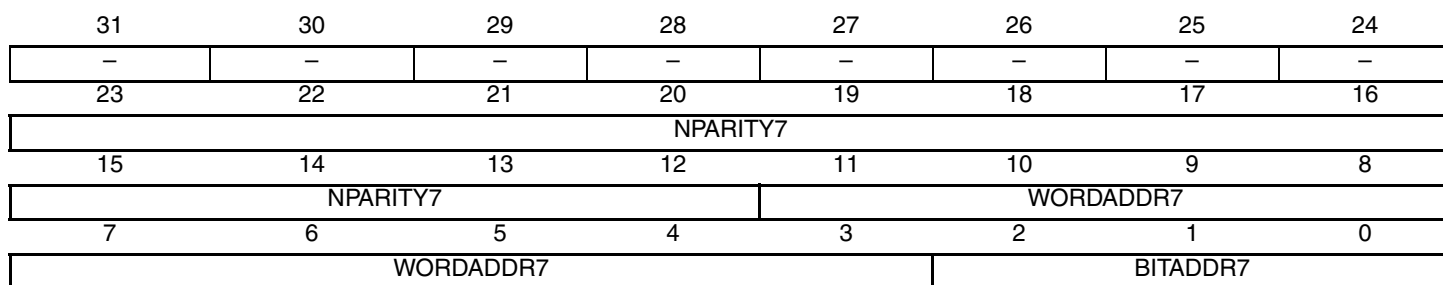 31 30 29 28 27 26 25 24
– – – – – – – –
23 22 21 20 19 18 17 16
NPARITY7
15 14 13 12 11 10 9 8
NPARITY7 WORDADDR7
7 6 5 4 3 2 1 0
WORDADDR7 BITADDR7